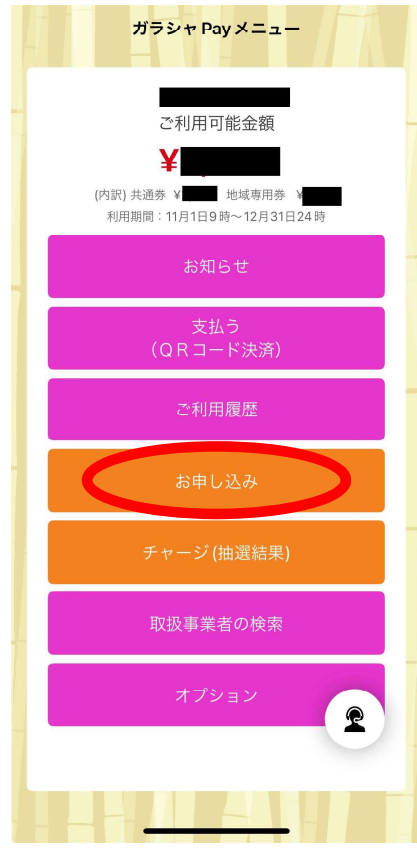 ガラシャPayメニュー
ご利用可能金額
¥
(内訳) 共通券 ¥ 地域専用券 ¥
利用期間：11月1日9時～12月31日24時
お知らせ
支払う
（ＱＲコード決済）
ご利用履歴
お申し込み
チャージ(抽選結果)
取扱事業者の検索
オプション